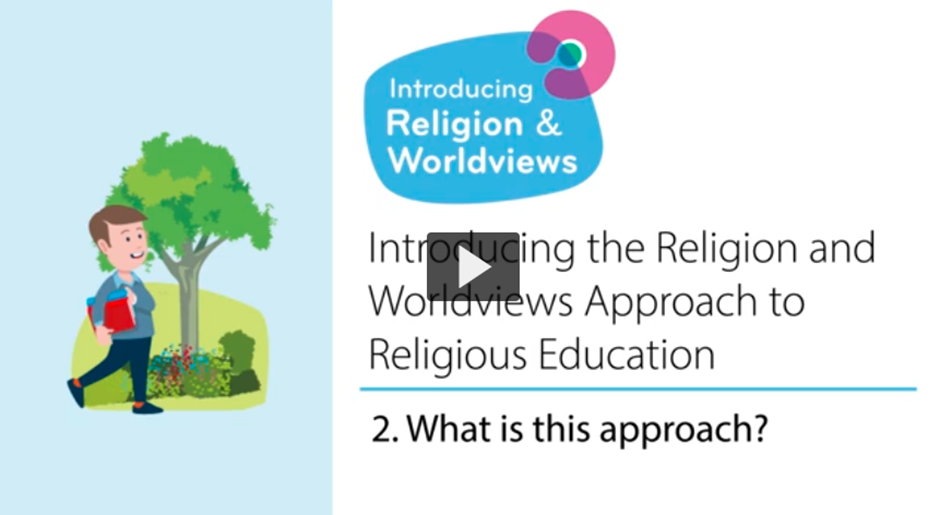 Introducing
Religion &
Worldviews
Introducing the Religion and
Worldviews Approach to
Religious Education
2. What is this approach?